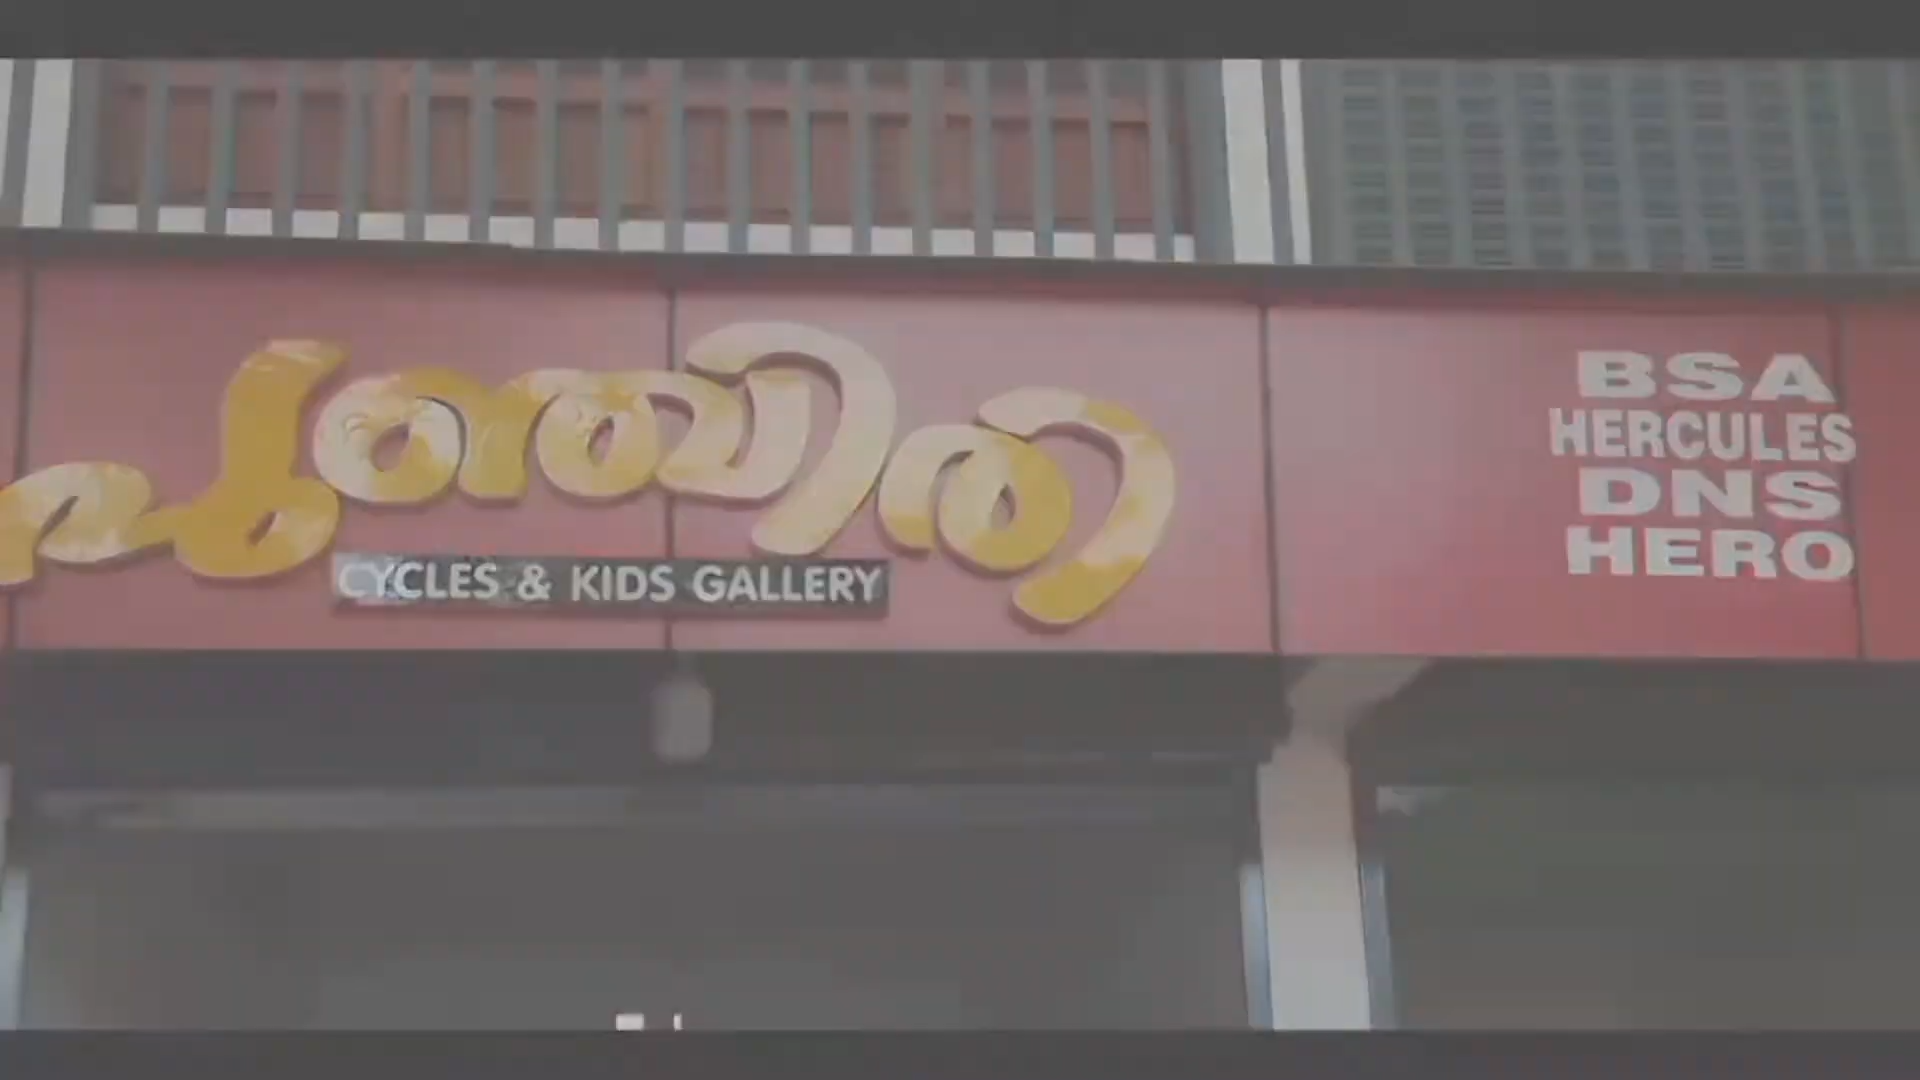 പുഞ്ചിരി
CYCLES & KIDS GALLERY
BSA
HERCULES
DNS
HERO